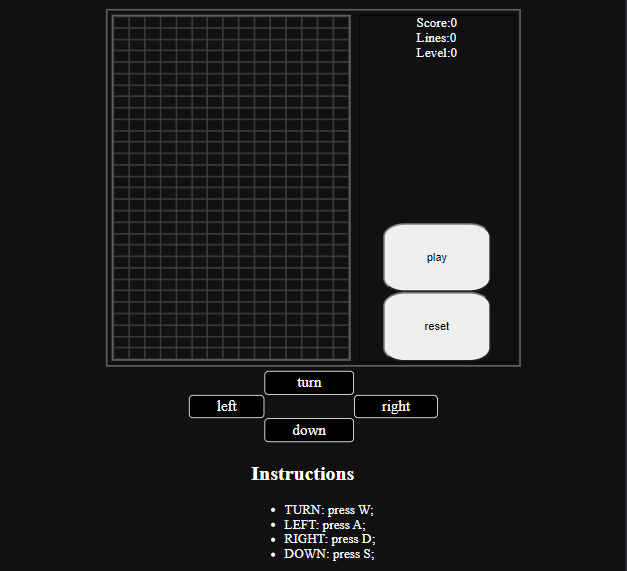 Score:0
Lines:0
Level:0
play
reset
turn
left
right
down
Instructions
TURN: press W;
LEFT: press A;
RIGHT: press D;
DOWN: press S;